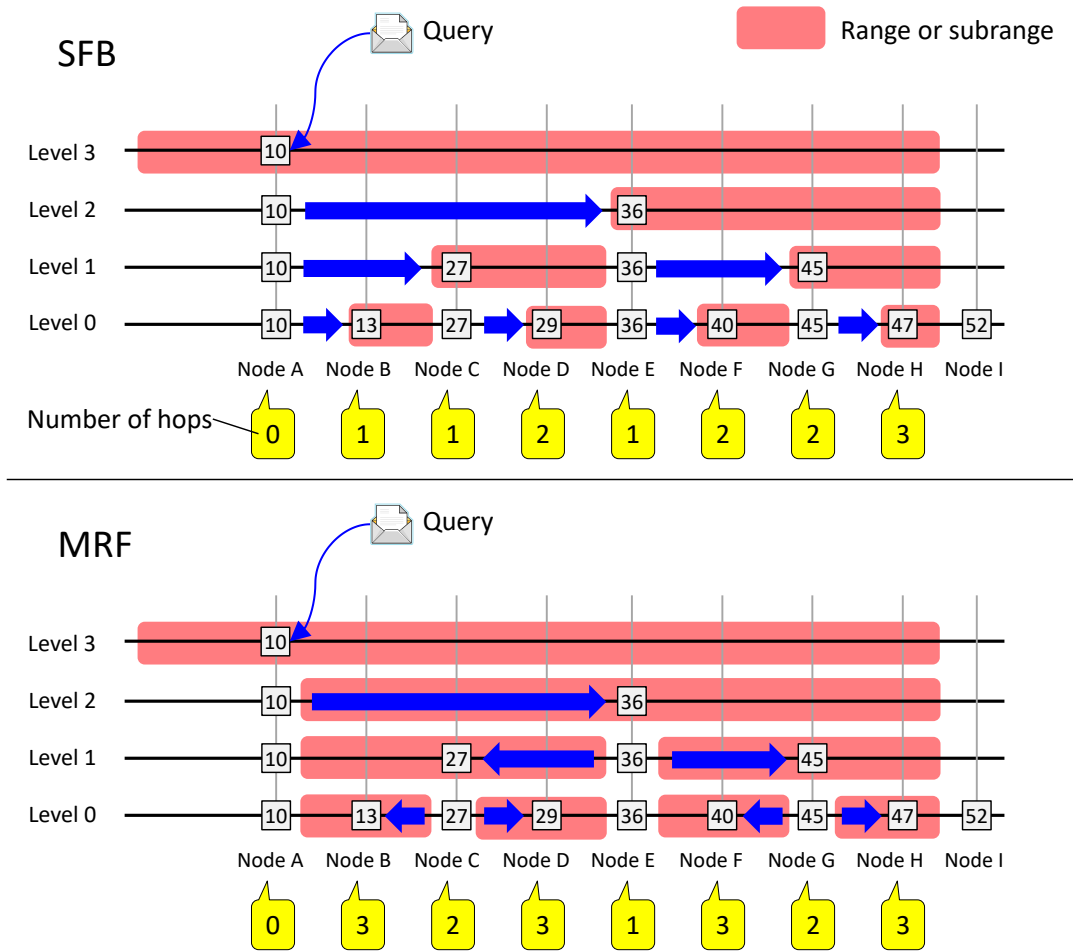 SFB
Query
Range or subrange
Level 3
10
Level 2
10
36
Level 1
10
27
36
45
Level 0
10
13
27
29
36
40
45
47
52
Node A
Node B
Node C
Node D
Node E
Node F
Node G
Node H
Node I
Number of hops
0
1
1
2
1
2
2
3
MRF
Query
Level 3
10
Level 2
10
36
Level 1
10
27
36
45
Level 0
10
13
27
29
36
40
45
47
52
Node A
Node B
Node C
Node D
Node E
Node F
Node G
Node H
Node I
0
3
2
3
1
3
2
3